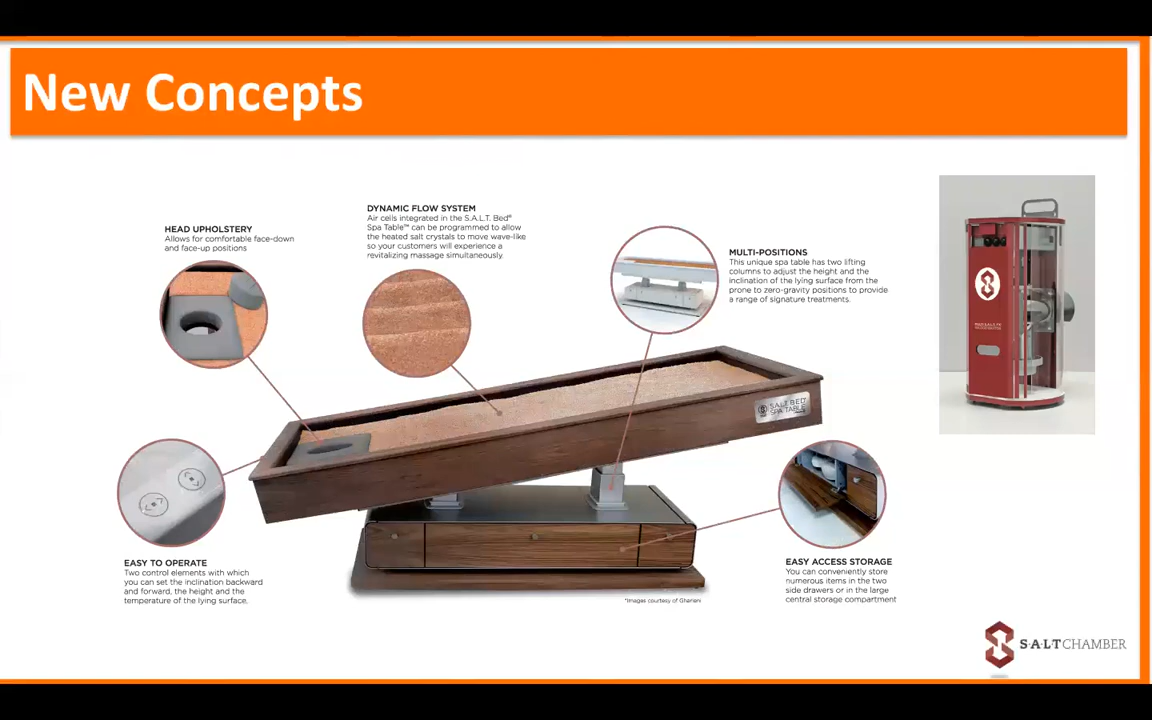 New Concepts
HEAD UPHOLSTERY
Allows for comfortable face-down
and face-up positions
DYNAMIC FLOW SYSTEM
Air cells integrated in the S.A.L.T. Bed®
Spa Table™ can be programmed to allow
the heated salt crystals to move wave-like
so your customers will experience a
revitalizing massage simultaneously.
MULTI-POSITIONS
This unique spa table has two lifting
columns to adjust the height and the
inclination of the lying surface from the
prone to zero-gravity positions to provide
a range of signature treatments.
S.A.L.T. BED®
SPA TABLE™
EASY TO OPERATE
Two control elements with which
you can set the inclination backward
and forward, the height and the
temperature of the lying surface.
EASY ACCESS STORAGE
You can conveniently store
numerous items in the two
side drawers or in the large
central storage compartment
*Images courtesy of Gharieni
S·A·L·T CHAMBER